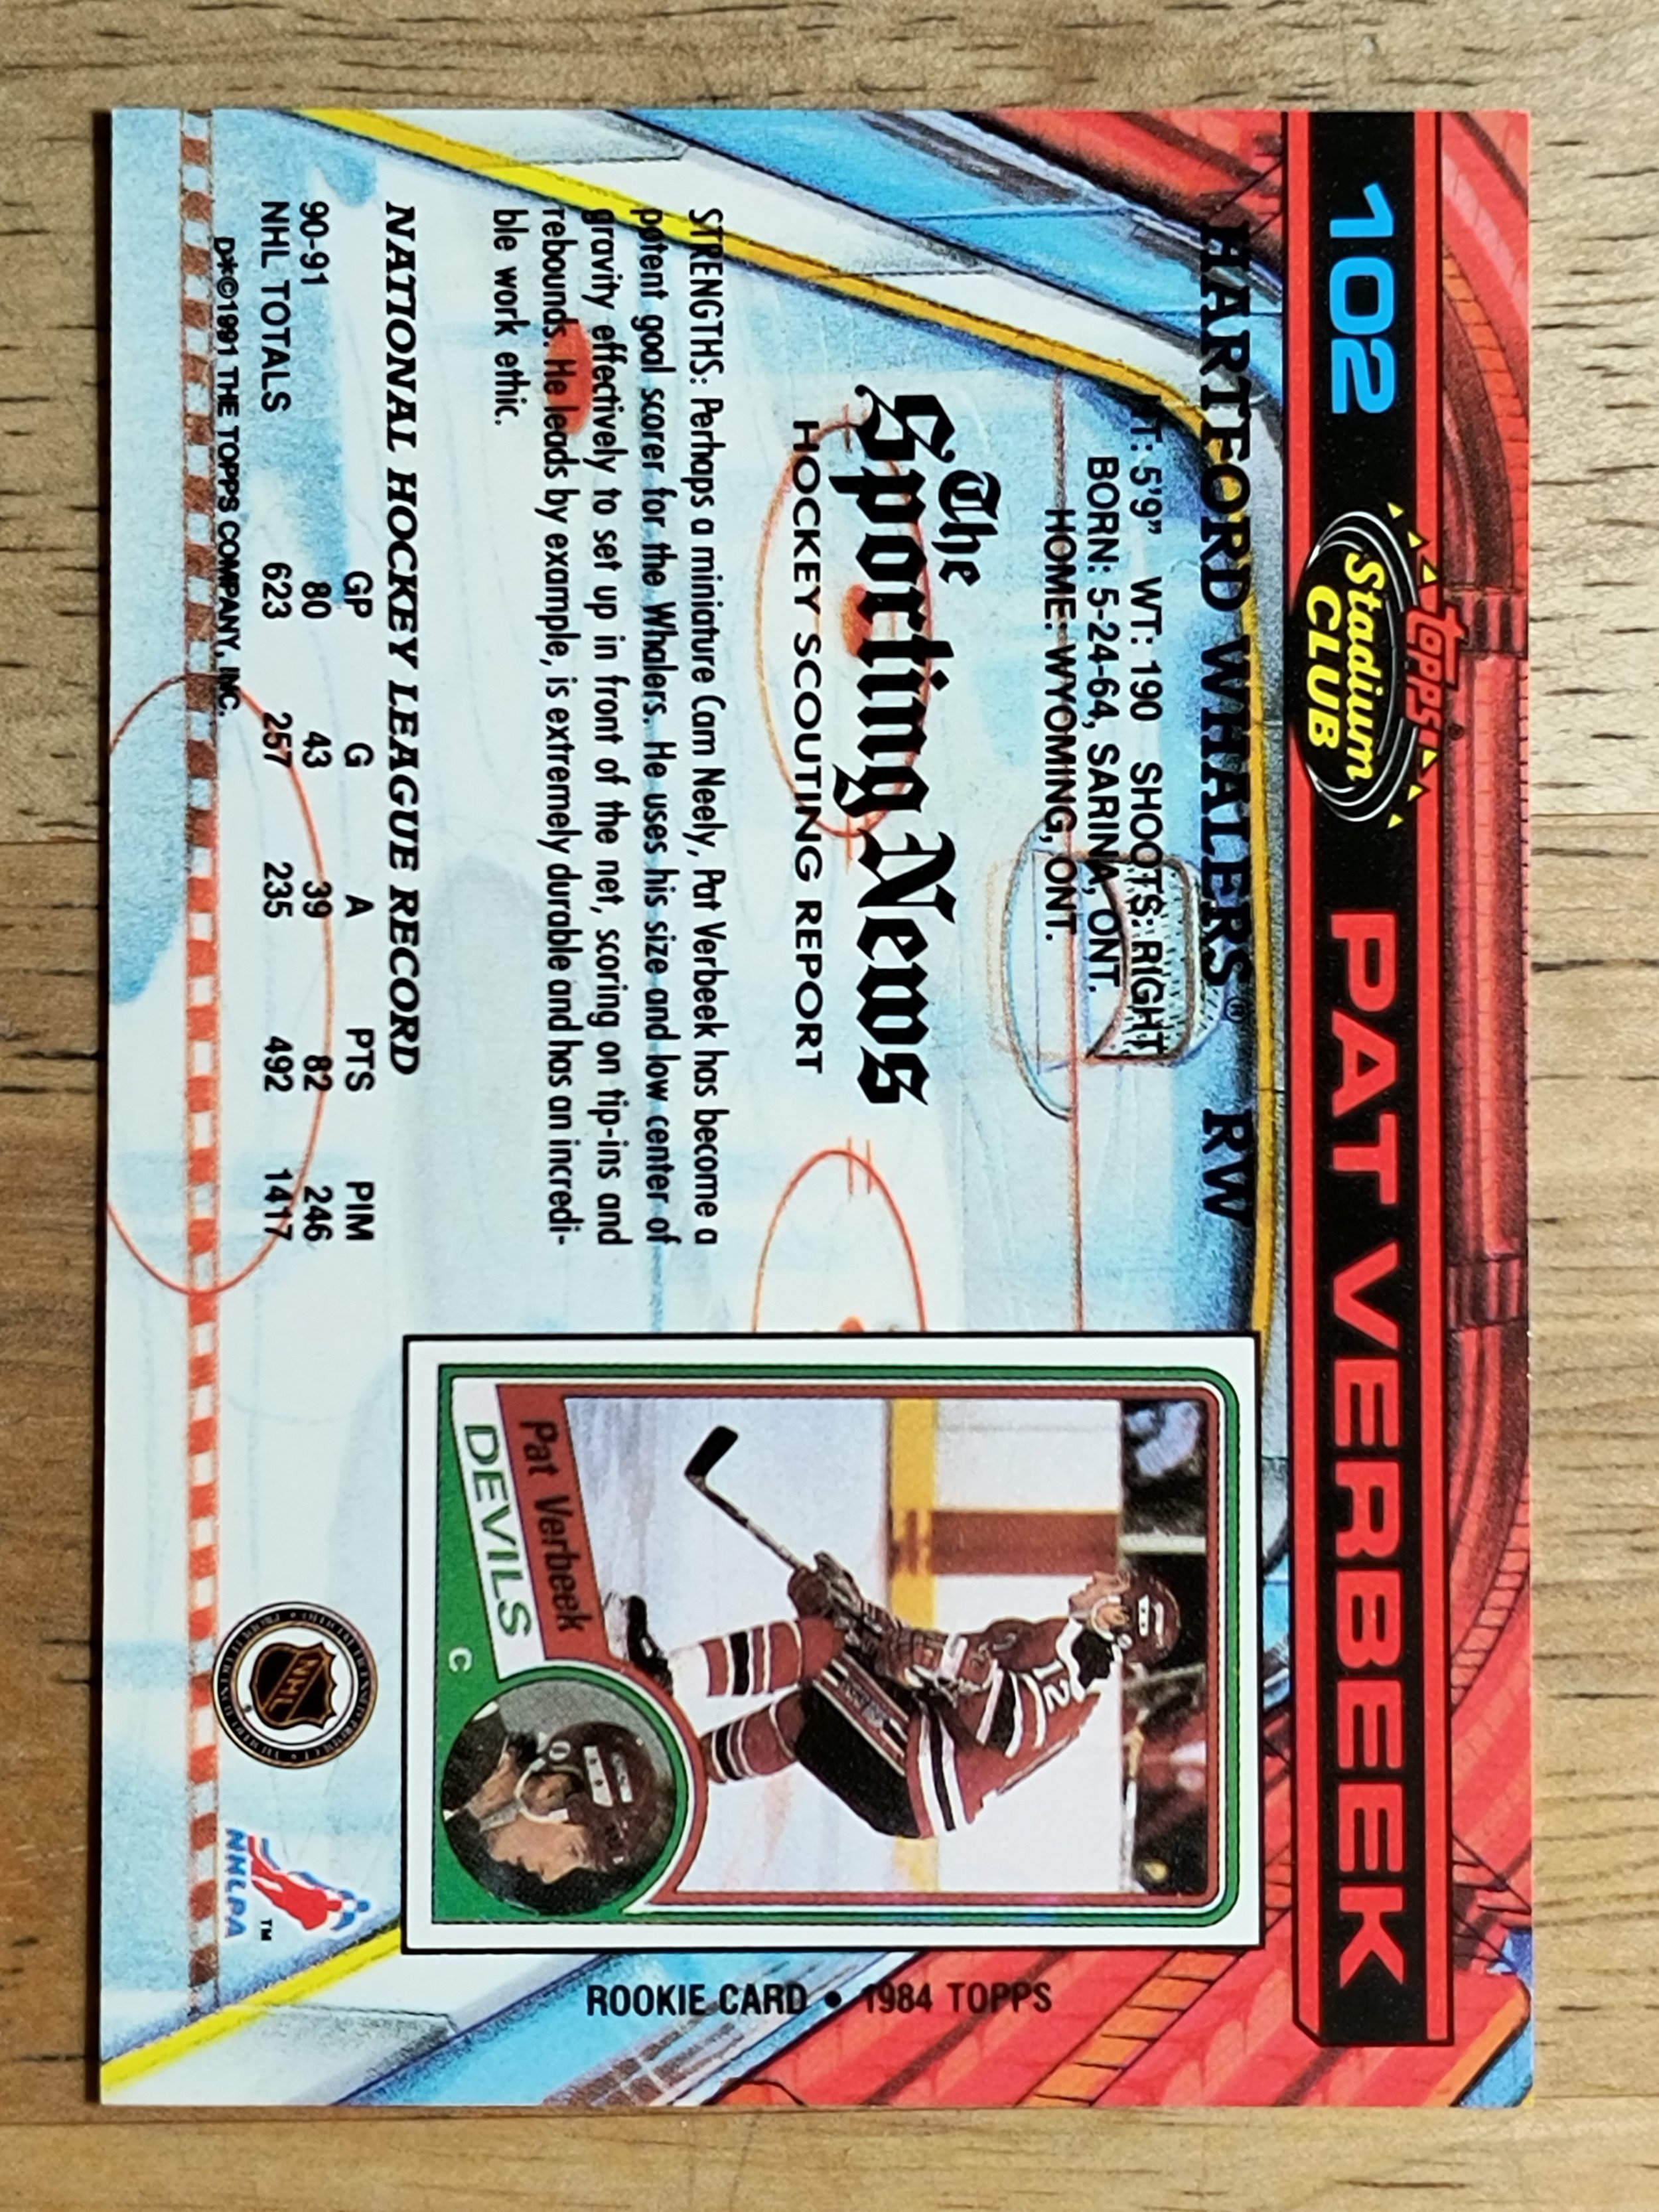 102
topps®
Stadium
CLUB
PAT VERBEEK
HARTFORD WHALERS® RW
HT: 5'9" WT: 190 SHOOTS: RIGHT
BORN: 5-24-64, SARINA, ONT.
HOME: WYOMING, ONT.
The
Sporting News
HOCKEY SCOUTING REPORT
STRENGTHS: Perhaps a miniature Cam Neely, Pat Verbeek has become a
potent goal scorer for the Whalers. He uses his size and low center of
gravity effectively to set up in front of the net, scoring on tip-ins and
rebounds. He leads by example, is extremely durable and has an incredi-
ble work ethic.
NATIONAL HOCKEY LEAGUE RECORD
GP G A PTS PIM
90-91 80 43 39 82 246
NHL TOTALS 623 257 235 492 1417
D*©1991 THE TOPPS COMPANY, INC.
12
Pat Verbeek
DEVILS
C
ROOKIE CARD • 1984 TOPPS
NHL
NHLPA
TM